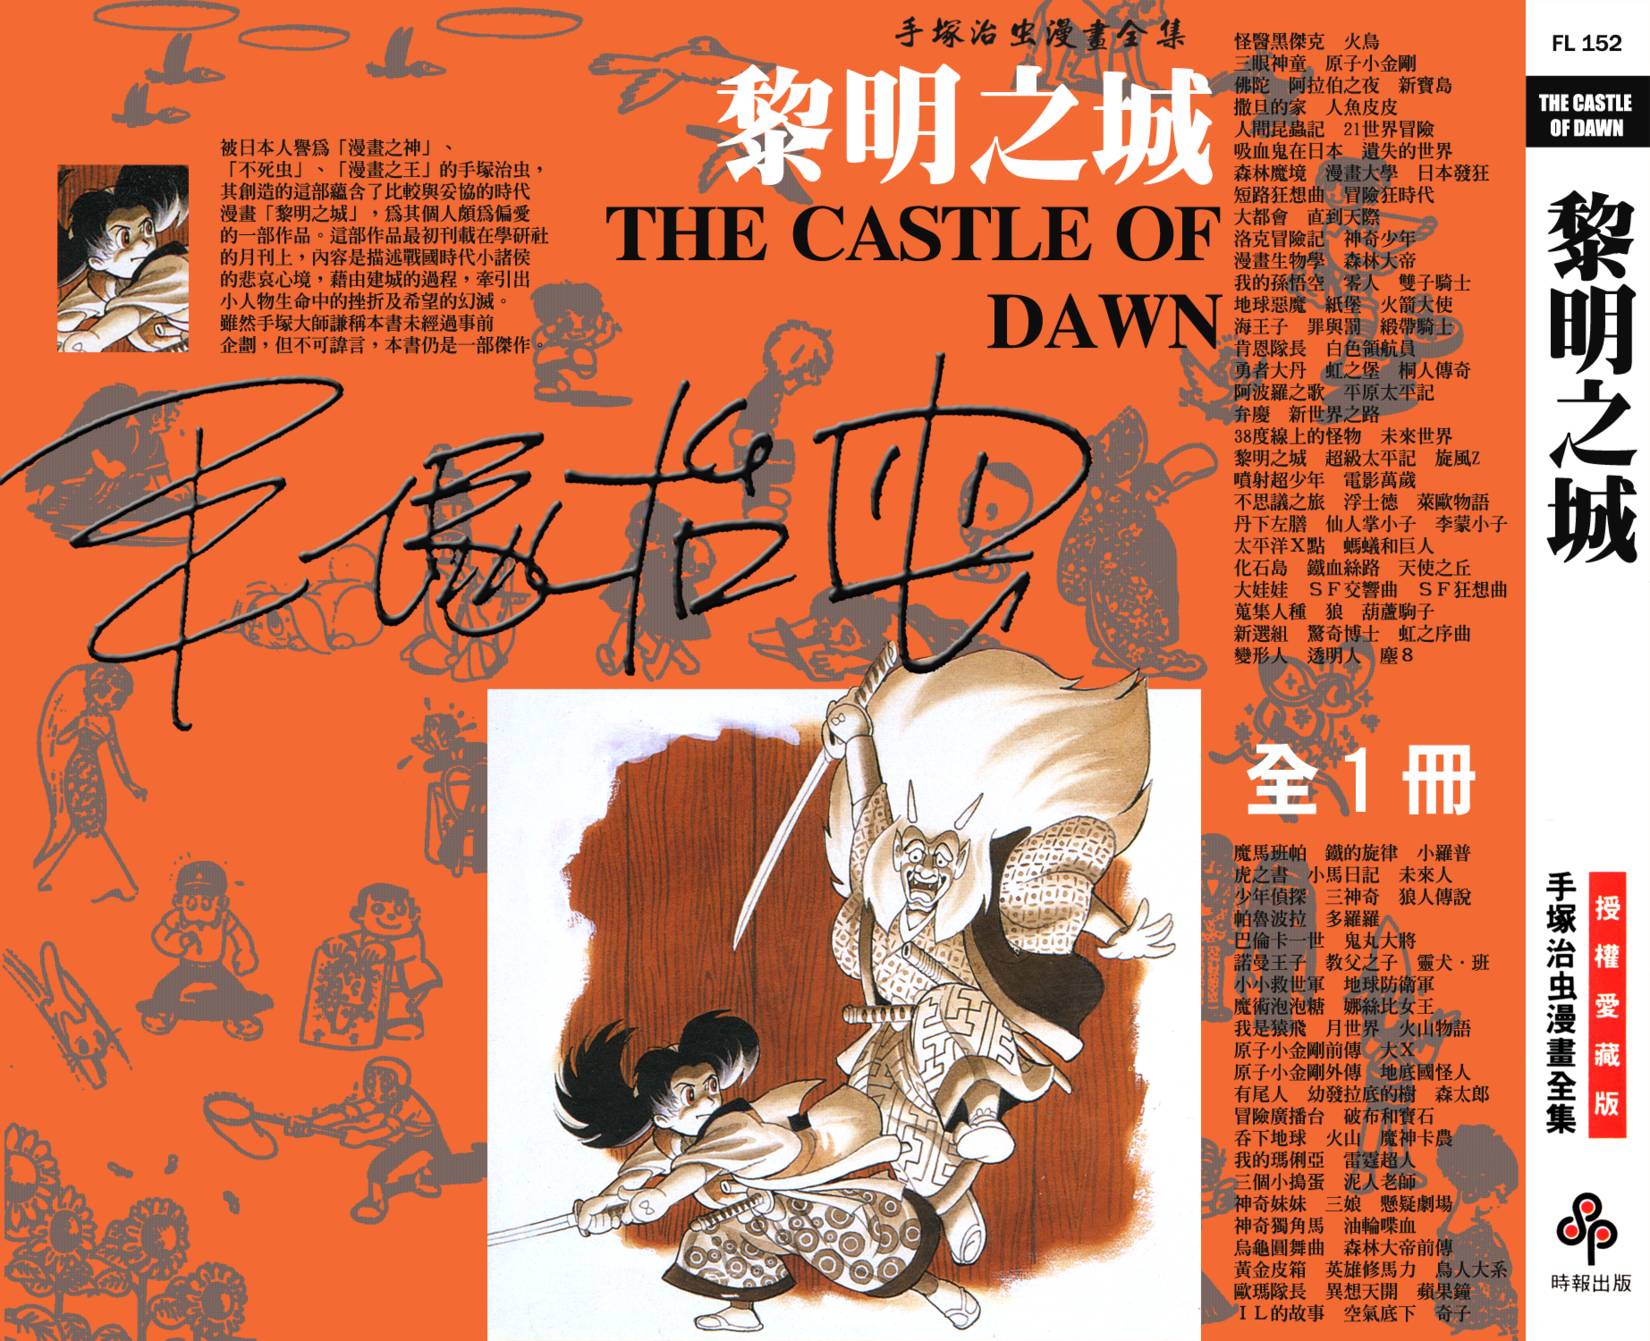 手塚治虫漫畫全集
黎明之城
THE CASTLE OF
DAWN
被日本人譽為「漫畫之神」、
「不死虫」、「漫畫之王」的手塚治虫，
其創造的這部蘊含了比較與妥協的時代
漫畫「黎明之城」，為其個人頗為偏愛
的一部作品。這部作品最初刊載在學研社
的月刊上，內容是描述戰國時代小諸侯
的悲哀心境，藉由建城的過程，牽引出
小人物生命中的挫折及希望的幻滅。
雖然手塚大師謙稱本書未經過事前
企劃，但不可諱言，本書仍是一部傑作。
手塚治虫
怪醫黑傑克　火鳥
三眼神童　原子小金剛
佛陀　阿拉伯之夜　新寶島
撒旦的家　人魚皮皮
人間昆蟲記　21世界冒險
吸血鬼在日本　遺失的世界
森林魔境　漫畫大學　日本發狂
短路狂想曲　冒險狂時代
大都會　直到天際
洛克冒險記　神奇少年
漫畫生物學　森林大帝
我的孫悟空　零人　雙子騎士
地球惡魔　紙堡　火箭大使
海王子　罪與罰　緞帶騎士
肯恩隊長　白色領航員
勇者大丹　虹之堡　桐人傳奇
阿波羅之歌　平原太平記
弁慶　新世界之路
38度線上的怪物　未來世界
黎明之城　超級太平記　旋風Z
噴射超少年　電影萬歲
不思議之旅　浮士德　萊歐物語
丹下左膳　仙人掌小子　李蒙小子
太平洋Ｘ點　螞蟻和巨人
化石島　鐵血絲路　天使之丘
大娃娃　ＳＦ交響曲　ＳＦ狂想曲
蒐集人種　狼　葫蘆駒子
新選組　驚奇博士　虹之序曲
變形人　透明人　塵８
全1冊
魔馬班帕　鐵的旋律　小羅普
虎之書　小馬日記　未來人
少年偵探　三神奇　狼人傳說
帕魯波拉　多羅羅
巴倫卡一世　鬼丸大將
諾曼王子　教父之子　靈犬·班
小小救世軍　地球防衛軍
魔術泡泡糖　娜絲比女王
我是猿飛　月世界　火山物語
原子小金剛前傳　大Ｘ
原子小金剛外傳　地底國怪人
有尾人　幼發拉底的樹　森太郎
冒險廣播台　破布和寶石
吞下地球　火山　魔神卡農
我的瑪俐亞　雷霆超人
三個小搗蛋　泥人老師
神奇妹妹　三娘　懸疑劇場
神奇獨角馬　油輪喋血
烏龜圓舞曲　森林大帝前傳
黃金皮箱　英雄修馬力　鳥人大系
歐瑪隊長　異想天開　蘋果鐘
ＩＬ的故事　空氣底下　奇子
FL 152
THE CASTLE
OF DAWN
黎明之城
授權愛藏版
手塚治虫漫畫全集
時報出版